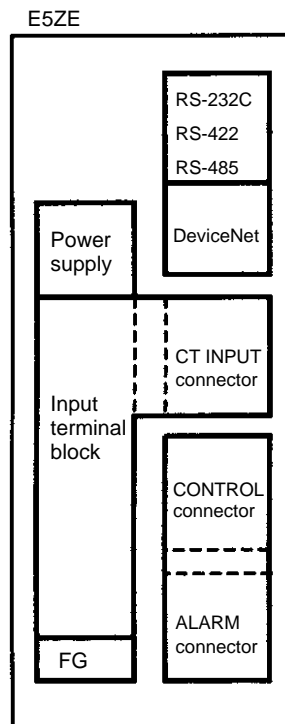 E5ZE
RS-232C
RS-422
RS-485
DeviceNet
Power
supply
CT INPUT
connector
Input
terminal
block
CONTROL
connector
ALARM
connector
FG